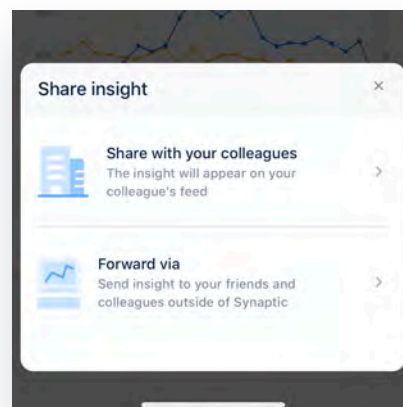 Share insight
Share with your colleagues
The insight will appear on your
colleague's feed
Forward via
Send insight to your friends and
colleagues outside of Synaptic